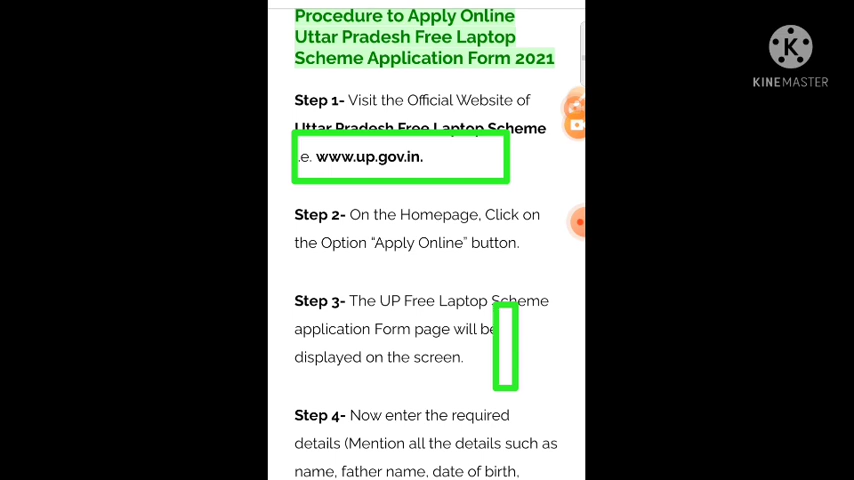 Procedure to Apply Online
Uttar Pradesh Free Laptop
Scheme Application Form 2021
Step 1- Visit the Official Website of
Uttar Pradesh Free Laptop Scheme
i.e. www.up.gov.in.
Step 2- On the Homepage, Click on
the Option “Apply Online” button.
Step 3- The UP Free Laptop Scheme
application Form page will be
displayed on the screen.
Step 4- Now enter the required
details (Mention all the details such as
name, father name, date of birth,
K
KINEMASTER